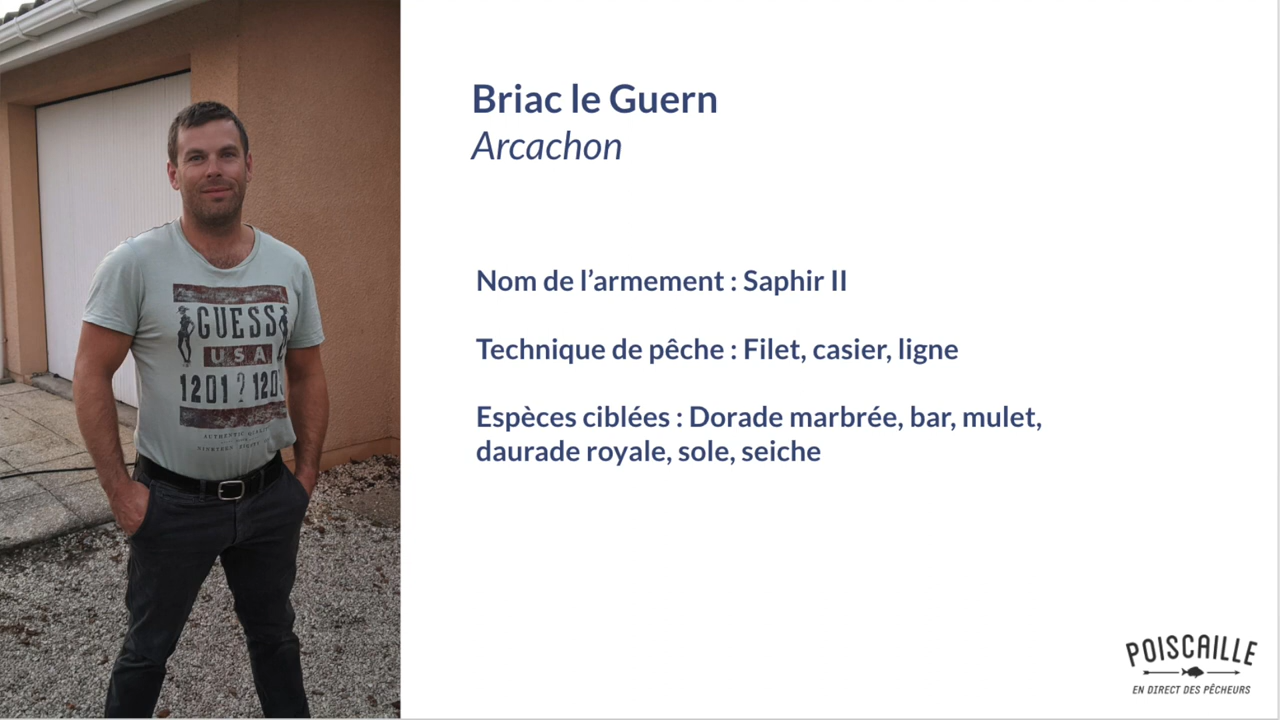 Briac le Guern
Arcachon
Nom de l’armement : Saphir II
Technique de pêche : Filet, casier, ligne
Espèces ciblées : Dorade marbrée, bar, mulet,
daurade royale, sole, seiche
GUESS
USA
1201 ? 120
POISCAILLE
EN DIRECT DES PÊCHEURS